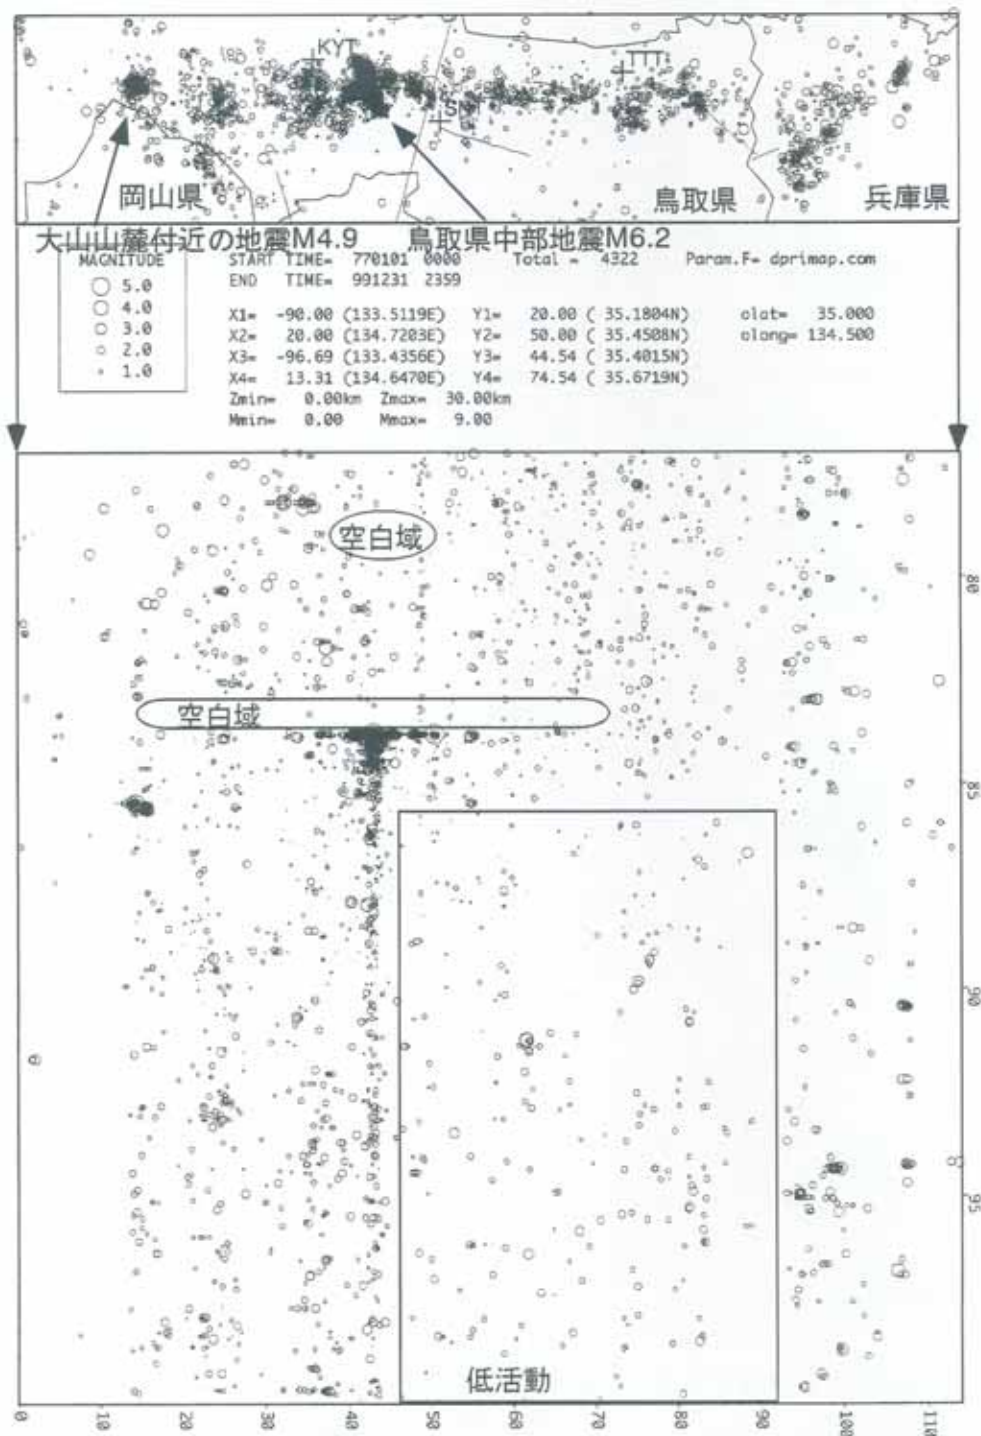 KYT
TTT
岡山県
鳥取県
兵庫県
大山山麓付近の地震M4.9
鳥取県中部地震M6.2
MAGNITUDE
5.0
4.0
3.0
2.0
1.0
START TIME= 770101 0000 Total = 4322 Param.F= dprimap.com
END TIME= 991231 2359
X1= -90.00 (133.5119E) Y1= 20.00 ( 35.1804N) clat= 35.000
X2= 20.00 (134.7203E) Y2= 50.00 ( 35.4508N) clong= 134.500
X3= -96.69 (133.4356E) Y3= 44.54 ( 35.4015N)
X4= 13.31 (134.6470E) Y4= 74.54 ( 35.6719N)
Zmin= 0.00km Zmax= 30.00km
Mmin= 0.00 Mmax= 9.00
空白域
80
空白域
85
90
95
低活動
0 10 20 30 40 50 60 70 80 90 100 110